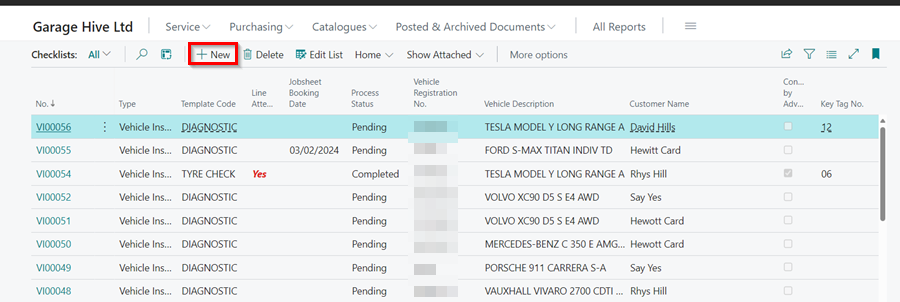 Garage Hive Ltd Service Purchasing Catalogues Posted & Archived Documents All Reports
Checklists: All New Delete Edit List Home Show Attached More options
No. ↓ Type Template Code Line Atte... Jobsheet Booking Date Process Status Vehicle Registration No. Vehicle Description Customer Name Con... by Adv... Key Tag No.
VI00056 Vehicle Ins... DIAGNOSTIC Pending TESLA MODEL Y LONG RANGE A David Hills 12
VI00055 Vehicle Ins... DIAGNOSTIC 03/02/2024 Pending FORD S-MAX TITAN INDIV TD Hewitt Card
VI00054 Vehicle Ins... TYRE CHECK Yes Completed TESLA MODEL Y LONG RANGE A Rhys Hill 06
VI00052 Vehicle Ins... DIAGNOSTIC Pending VOLVO XC90 D5 S E4 AWD Say Yes
VI00051 Vehicle Ins... DIAGNOSTIC Pending VOLVO XC90 D5 S E4 AWD Hewott Card
VI00050 Vehicle Ins... DIAGNOSTIC Pending MERCEDES-BENZ C 350 E AMG... Hewott Card
VI00049 Vehicle Ins... DIAGNOSTIC Pending PORSCHE 911 CARRERA S-A Say Yes
VI00048 Vehicle Ins... DIAGNOSTIC Pending VAUXHALL VIVARO 2700 CDTI ... Rhys Hill